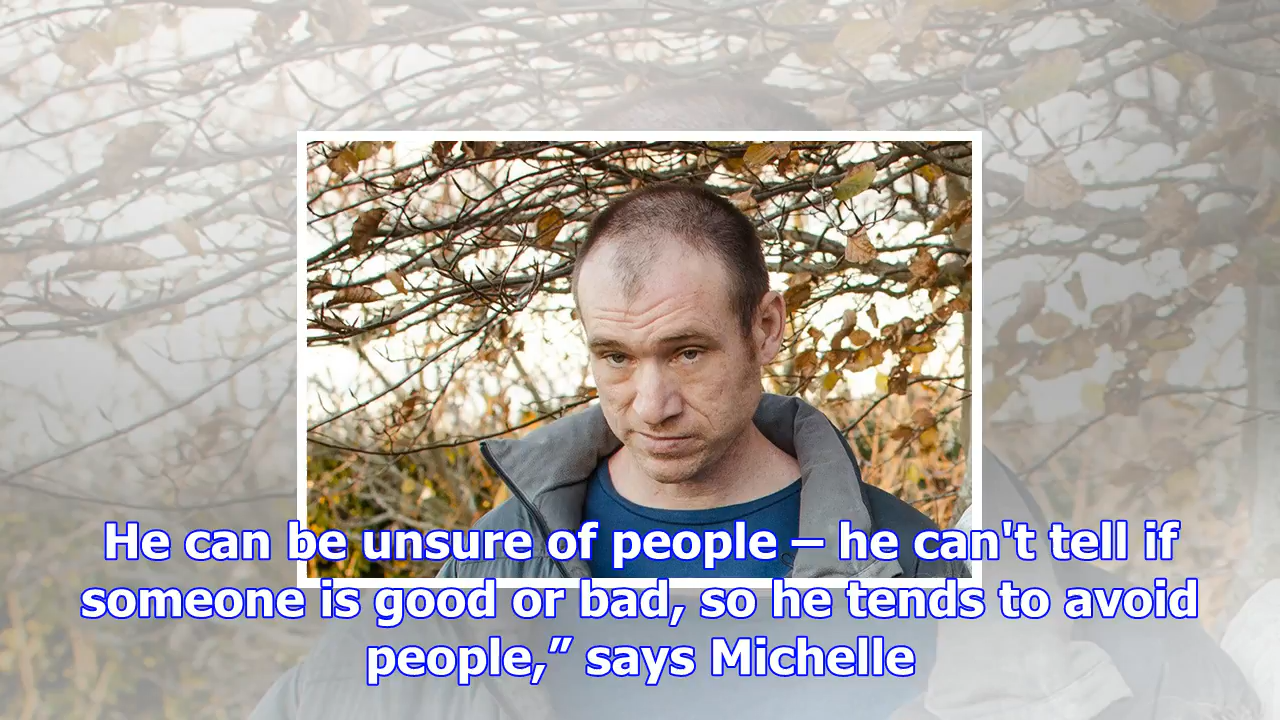 He can be unsure of people – he can't tell if
someone is good or bad, so he tends to avoid
people,” says Michelle